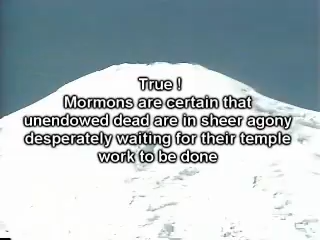 True !
Mormons are certain that
unendowed dead are in sheer agony
desperately waiting for their temple
work to be done